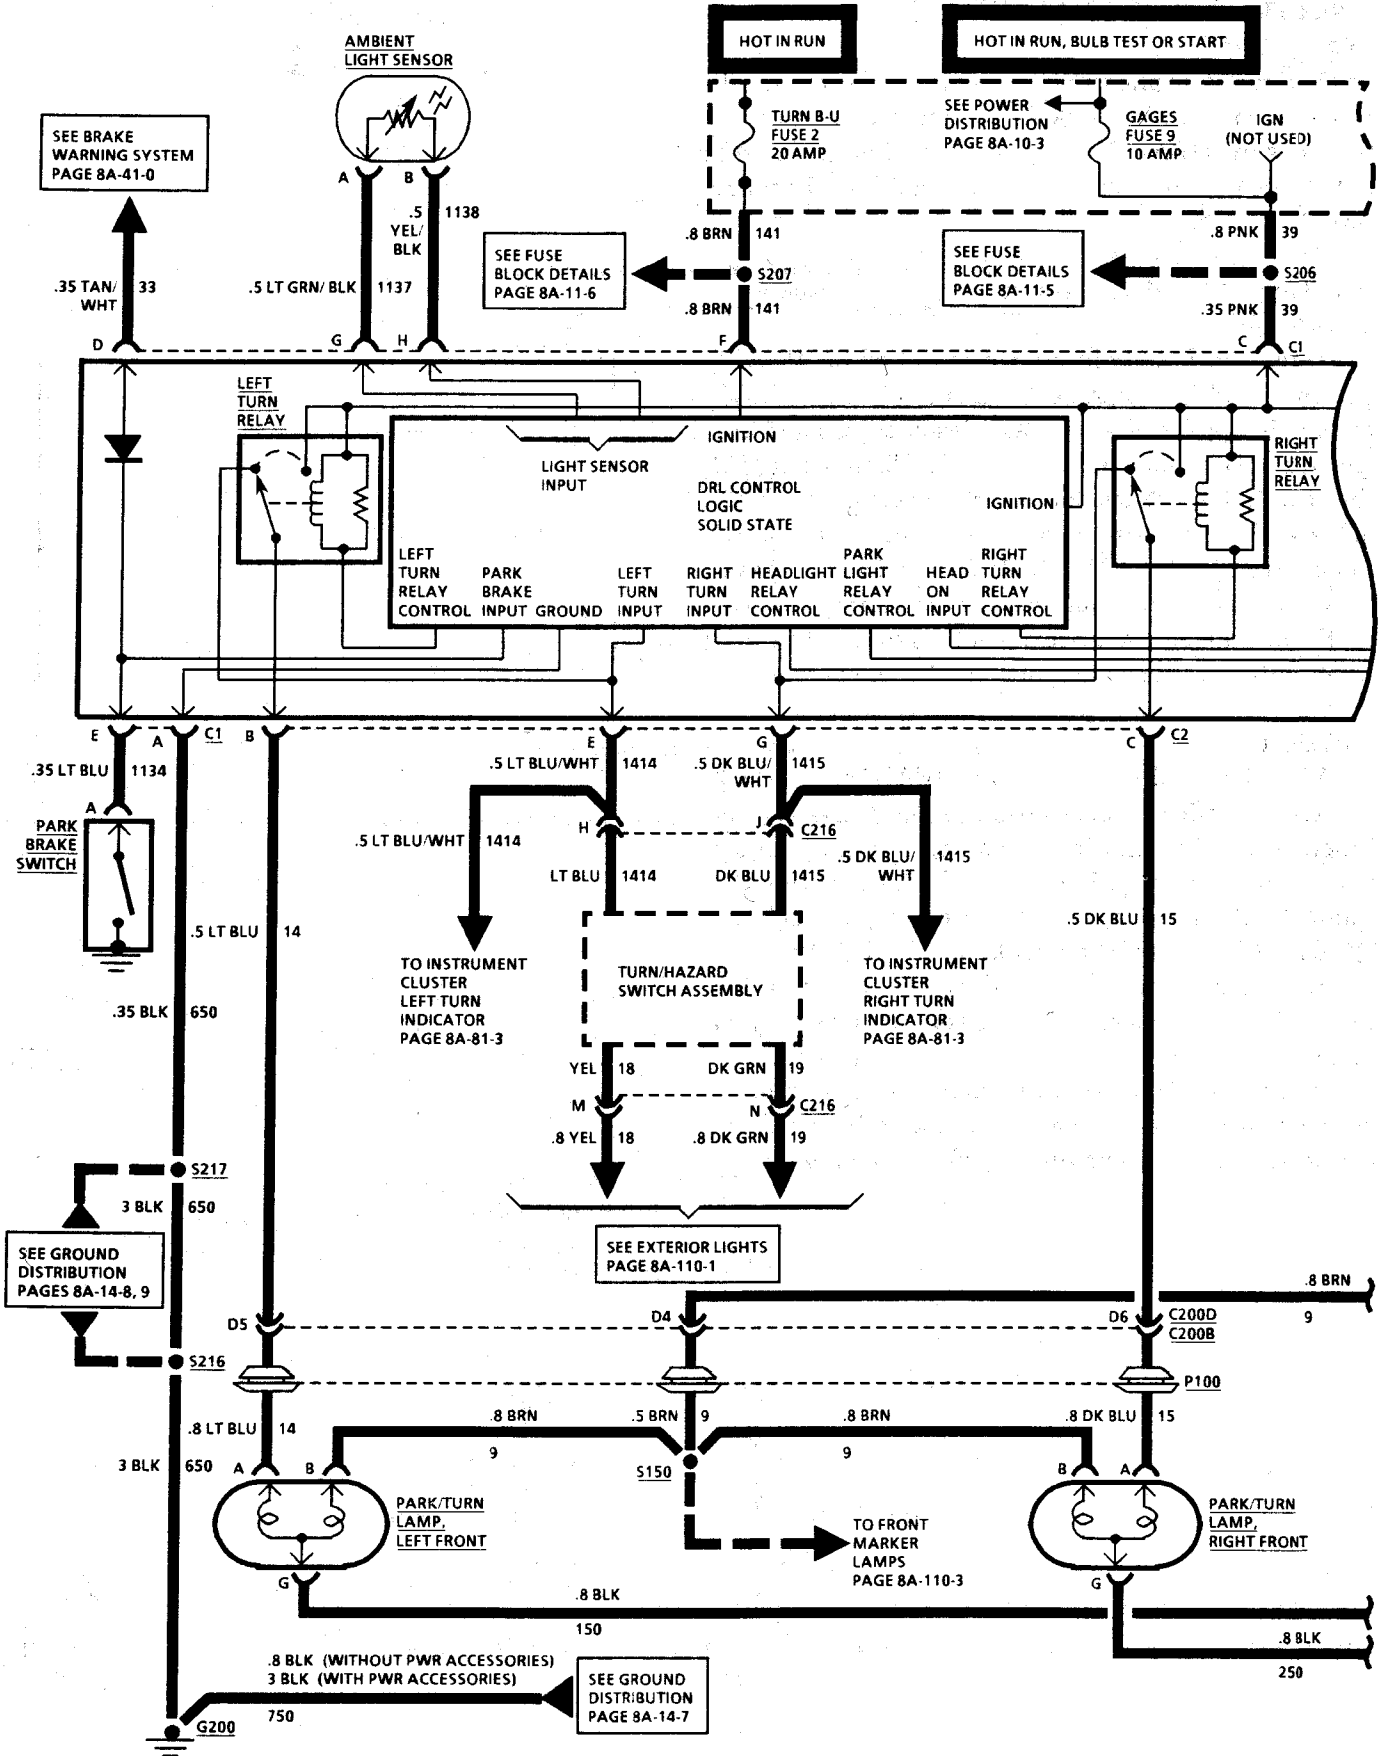 HOT IN RUN
HOT IN RUN, BULB TEST OR START
AMBIENT
LIGHT SENSOR
SEE BRAKE
WARNING SYSTEM
PAGE 8A-41-0
TURN B-U
FUSE 2
20 AMP
SEE POWER
DISTRIBUTION
PAGE 8A-10-3
GAGES
FUSE 9
10 AMP
IGN
(NOT USED)
A
B
.5
YEL/
BLK
1138
.8 BRN
141
.8 PNK
39
SEE FUSE
BLOCK DETAILS
PAGE 8A-11-6
S207
SEE FUSE
BLOCK DETAILS
PAGE 8A-11-5
S206
.35 TAN/
WHT
33
.5 LT GRN/ BLK
1137
.8 BRN
141
.35 PNK
39
D
G
H
F
C
C1
LEFT
TURN
RELAY
IGNITION
LIGHT SENSOR
INPUT
DRL CONTROL
LOGIC
SOLID STATE
IGNITION
RIGHT
TURN
RELAY
LEFT
TURN
RELAY
CONTROL
PARK
BRAKE
INPUT
GROUND
LEFT
TURN
INPUT
RIGHT
TURN
INPUT
HEADLIGHT
RELAY
CONTROL
PARK
LIGHT
RELAY
CONTROL
HEAD
ON
INPUT
RIGHT
TURN
RELAY
CONTROL
E
A
C1
B
E
G
C
C2
.35 LT BLU
1134
.5 LT BLU/WHT
1414
.5 DK BLU/
WHT
1415
A
PARK
BRAKE
SWITCH
H
J
C216
.5 LT BLU/WHT
1414
.5 DK BLU/
WHT
1415
LT BLU
1414
DK BLU
1415
.5 LT BLU
14
.5 DK BLU
15
TO INSTRUMENT
CLUSTER
LEFT TURN
INDICATOR
PAGE 8A-81-3
TURN/HAZARD
SWITCH ASSEMBLY
TO INSTRUMENT
CLUSTER
RIGHT TURN
INDICATOR
PAGE 8A-81-3
.35 BLK
650
YEL
18
DK GRN
19
M
N
C216
.8 YEL
18
.8 DK GRN
19
S217
3 BLK
650
SEE GROUND
DISTRIBUTION
PAGES 8A-14-8, 9
SEE EXTERIOR LIGHTS
PAGE 8A-110-1
.8 BRN
9
D5
D4
D6
C200D
C200B
S216
P100
.8 LT BLU
14
.8 BRN
9
.5 BRN
9
.8 BRN
9
.8 DK BLU
15
3 BLK
650
A
B
S150
B
A
PARK/TURN
LAMP,
LEFT FRONT
TO FRONT
MARKER
LAMPS
PAGE 8A-110-3
PARK/TURN
LAMP,
RIGHT FRONT
G
G
.8 BLK
150
.8 BLK
250
.8 BLK (WITHOUT PWR ACCESSORIES)
3 BLK (WITH PWR ACCESSORIES)
750
SEE GROUND
DISTRIBUTION
PAGE 8A-14-7
G200